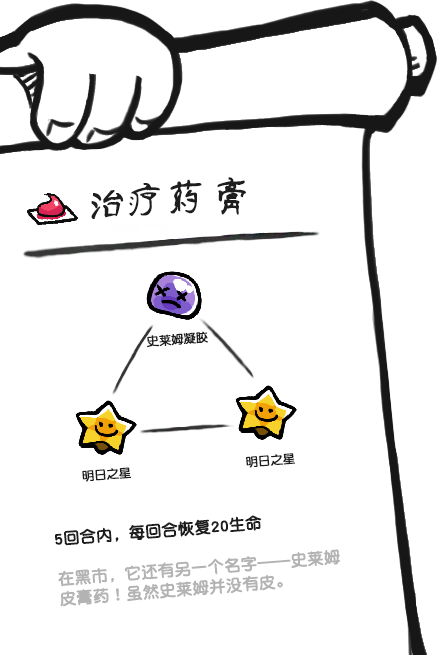 治疗药膏
史莱姆凝胶
明日之星
明日之星
5回合内，每回合恢复20生命
在黑市，它还有另一个名字——史莱姆
皮膏药！虽然史莱姆并没有皮。